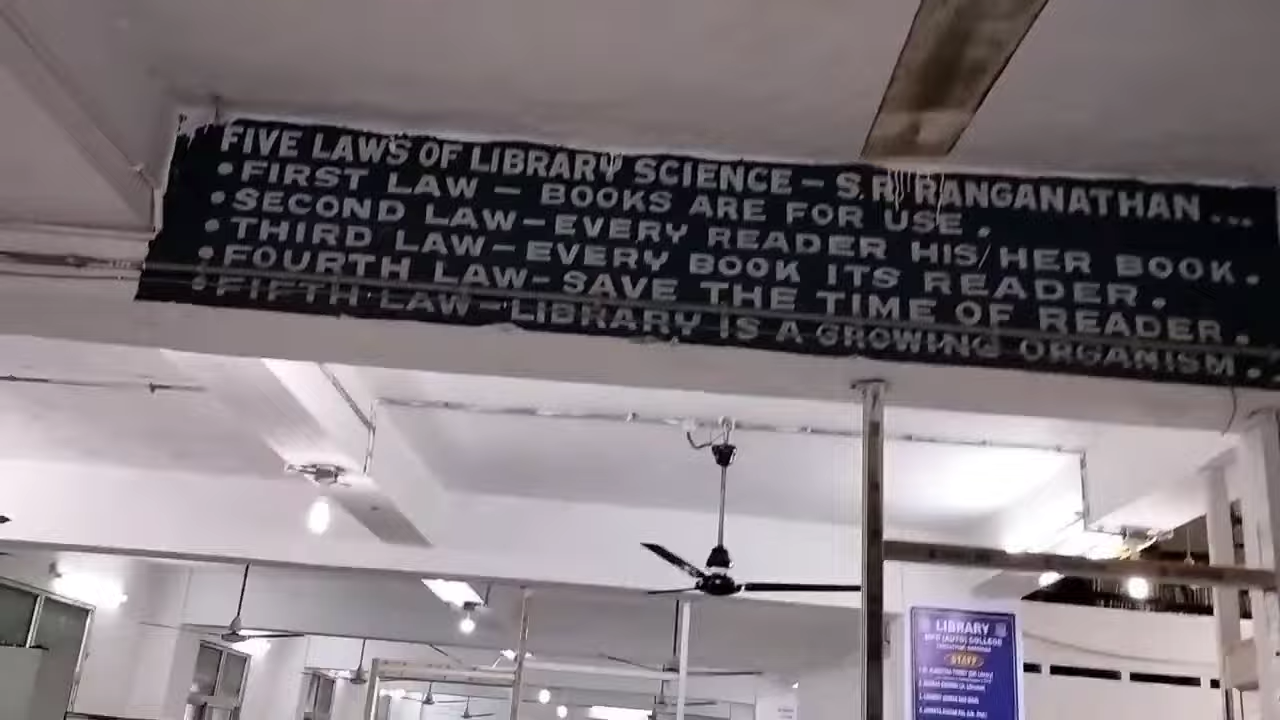 FIVE LAWS OF LIBRARY SCIENCE – S.R. RANGANATHAN...
• FIRST LAW – BOOKS ARE FOR USE.
• SECOND LAW – EVERY READER HIS/HER BOOK.
• THIRD LAW – EVERY BOOK ITS READER.
• FOURTH LAW – SAVE THE TIME OF READER.
• FIFTH LAW – LIBRARY IS A GROWING ORGANISM.
LIBRARY
COLLEGE
STAFF